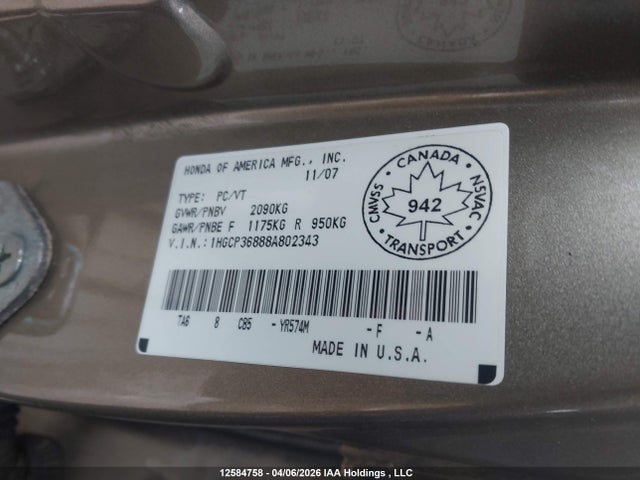 HONDA OF AMERICA MFG., INC.
11/07
TYPE: PC/VT
GVWR/PNBV 2090KG
GAWR/PNBE F 1175KG R 950KG
V.I.N.: 1HGCP36888A802343
CANADA
CMVSS 942 NSVAC
TRANSPORT
TA6 8 C85 - YR574M - F - A
MADE IN U.S.A.
12584758 - 04/06/2026 IAA Holdings , LLC